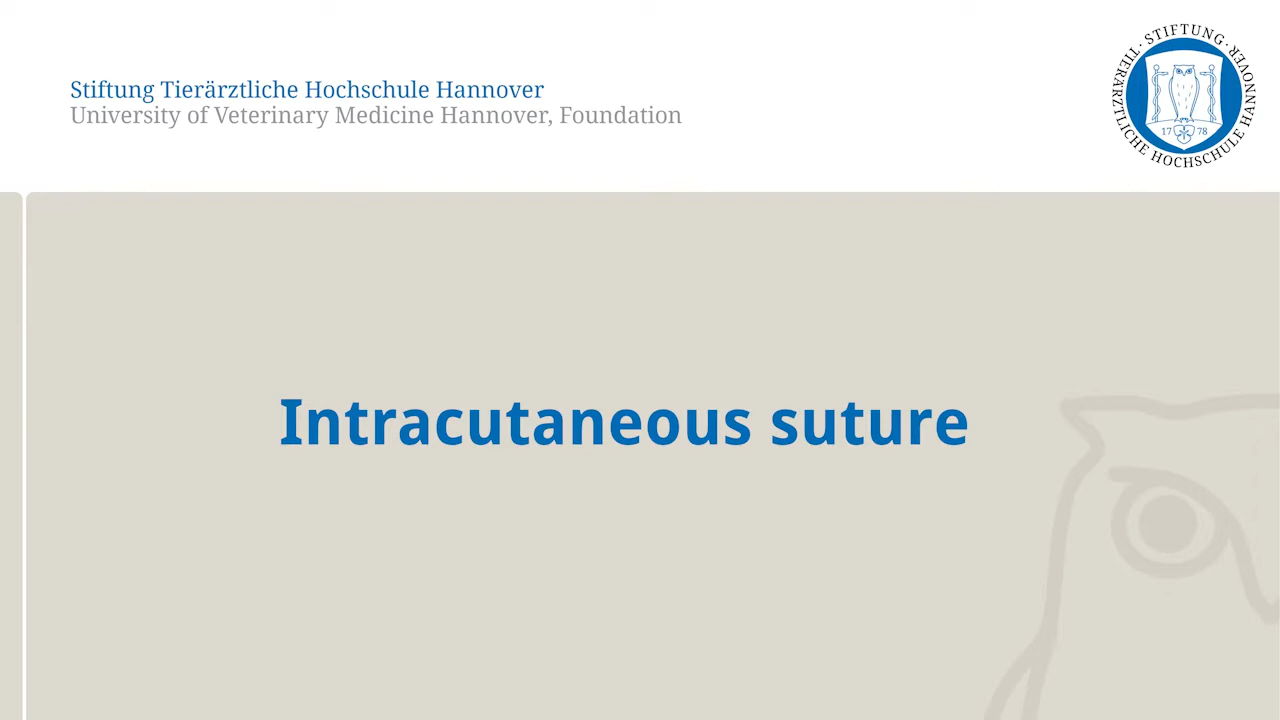 Stiftung Tierärztliche Hochschule Hannover
University of Veterinary Medicine Hannover, Foundation
· STIFTUNG · TIERÄRZTLICHE HOCHSCHULE HANNOVER
17 78
Intracutaneous suture